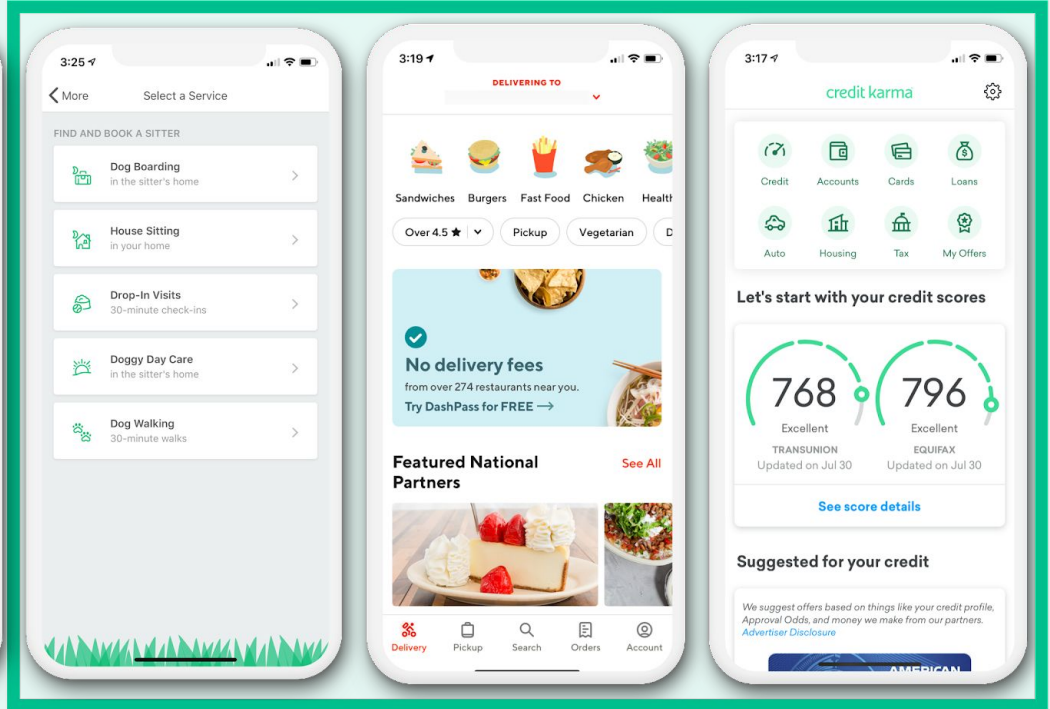 3:25
More
Select a Service
FIND AND BOOK A SITTER
Dog Boarding
in the sitter's home
House Sitting
in your home
Drop-In Visits
30-minute check-ins
Doggy Day Care
in the sitter's home
Dog Walking
30-minute walks
3:19
DELIVERING TO
Sandwiches Burgers Fast Food Chicken Healt
Over 4.5 ★ Pickup Vegetarian D
No delivery fees
from over 274 restaurants near you.
Try DashPass for FREE →
Featured National
Partners
See All
Delivery Pickup Search Orders Account
3:17
credit karma
Credit Accounts Cards Loans
Auto Housing Tax My Offers
Let's start with your credit scores
768 796
Excellent Excellent
TRANSUNION EQUIFAX
Updated on Jul 30 Updated on Jul 30
See score details
Suggested for your credit
We suggest offers based on things like your credit profile,
Approval Odds, and money we make from our partners.
Advertiser Disclosure
AMERICAN